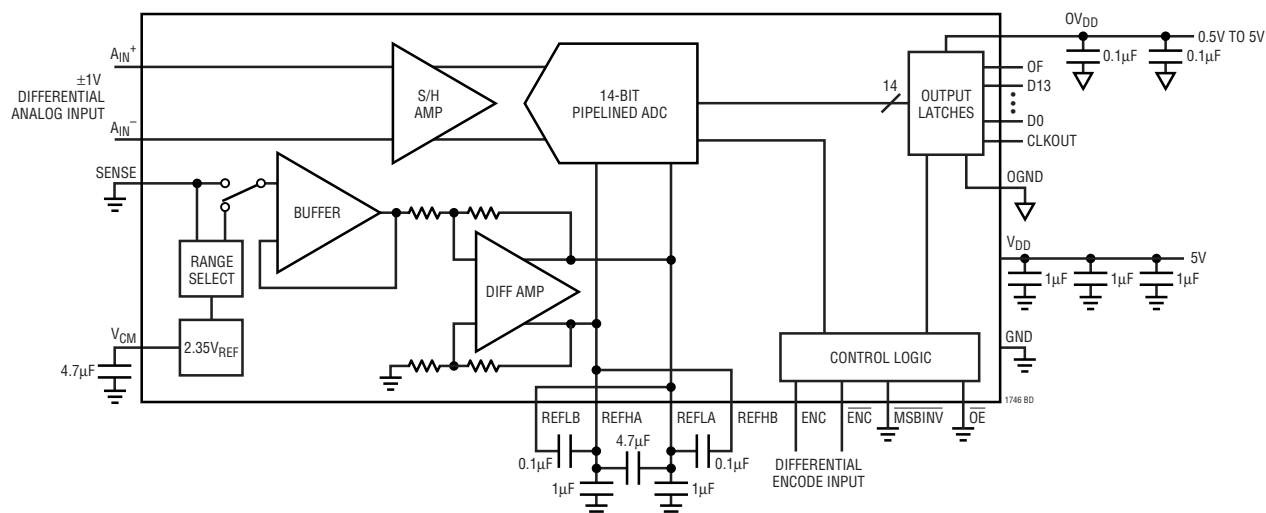 OVDD
0.5V TO 5V
0.1µF
0.1µF
AIN+
±1V
DIFFERENTIAL
ANALOG INPUT
AIN–
S/H
AMP
14-BIT
PIPELINED ADC
14
OUTPUT
LATCHES
OF
D13
D0
CLKOUT
OGND
SENSE
BUFFER
RANGE
SELECT
DIFF AMP
VDD
5V
1µF
1µF
1µF
VCM
2.35VREF
4.7µF
CONTROL LOGIC
GND
1746 BD
REFLB
REFHA
REFLA
REFHB
ENC
ENC
MSBINV
OE
4.7µF
0.1µF
0.1µF
1µF
1µF
DIFFERENTIAL
ENCODE INPUT